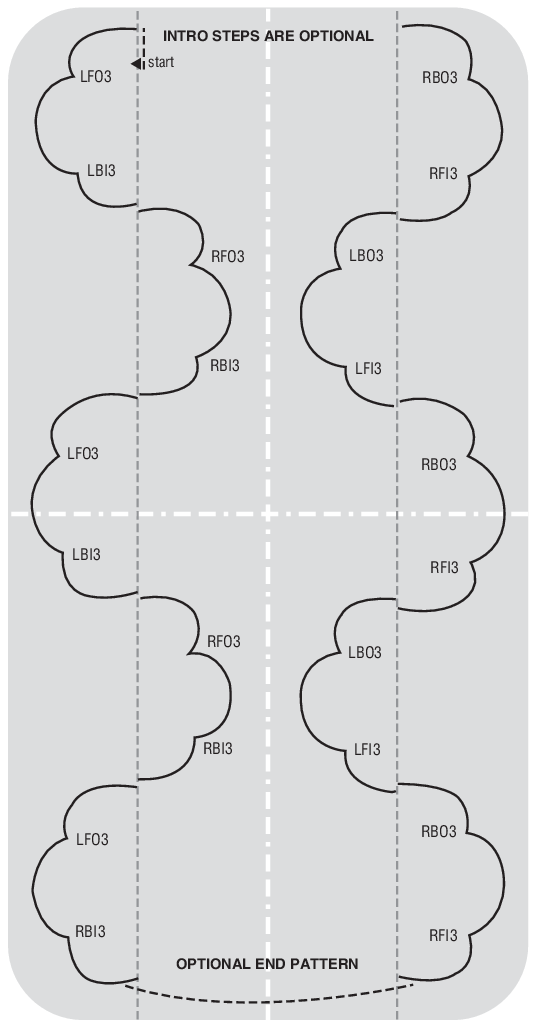 INTRO STEPS ARE OPTIONAL
start
LFO3
RBO3
LBI3
RFI3
RFO3
LBO3
RBI3
LFI3
LFO3
RBO3
LBI3
RFI3
RFO3
LBO3
RBI3
LFI3
LFO3
RBO3
RBI3
RFI3
OPTIONAL END PATTERN